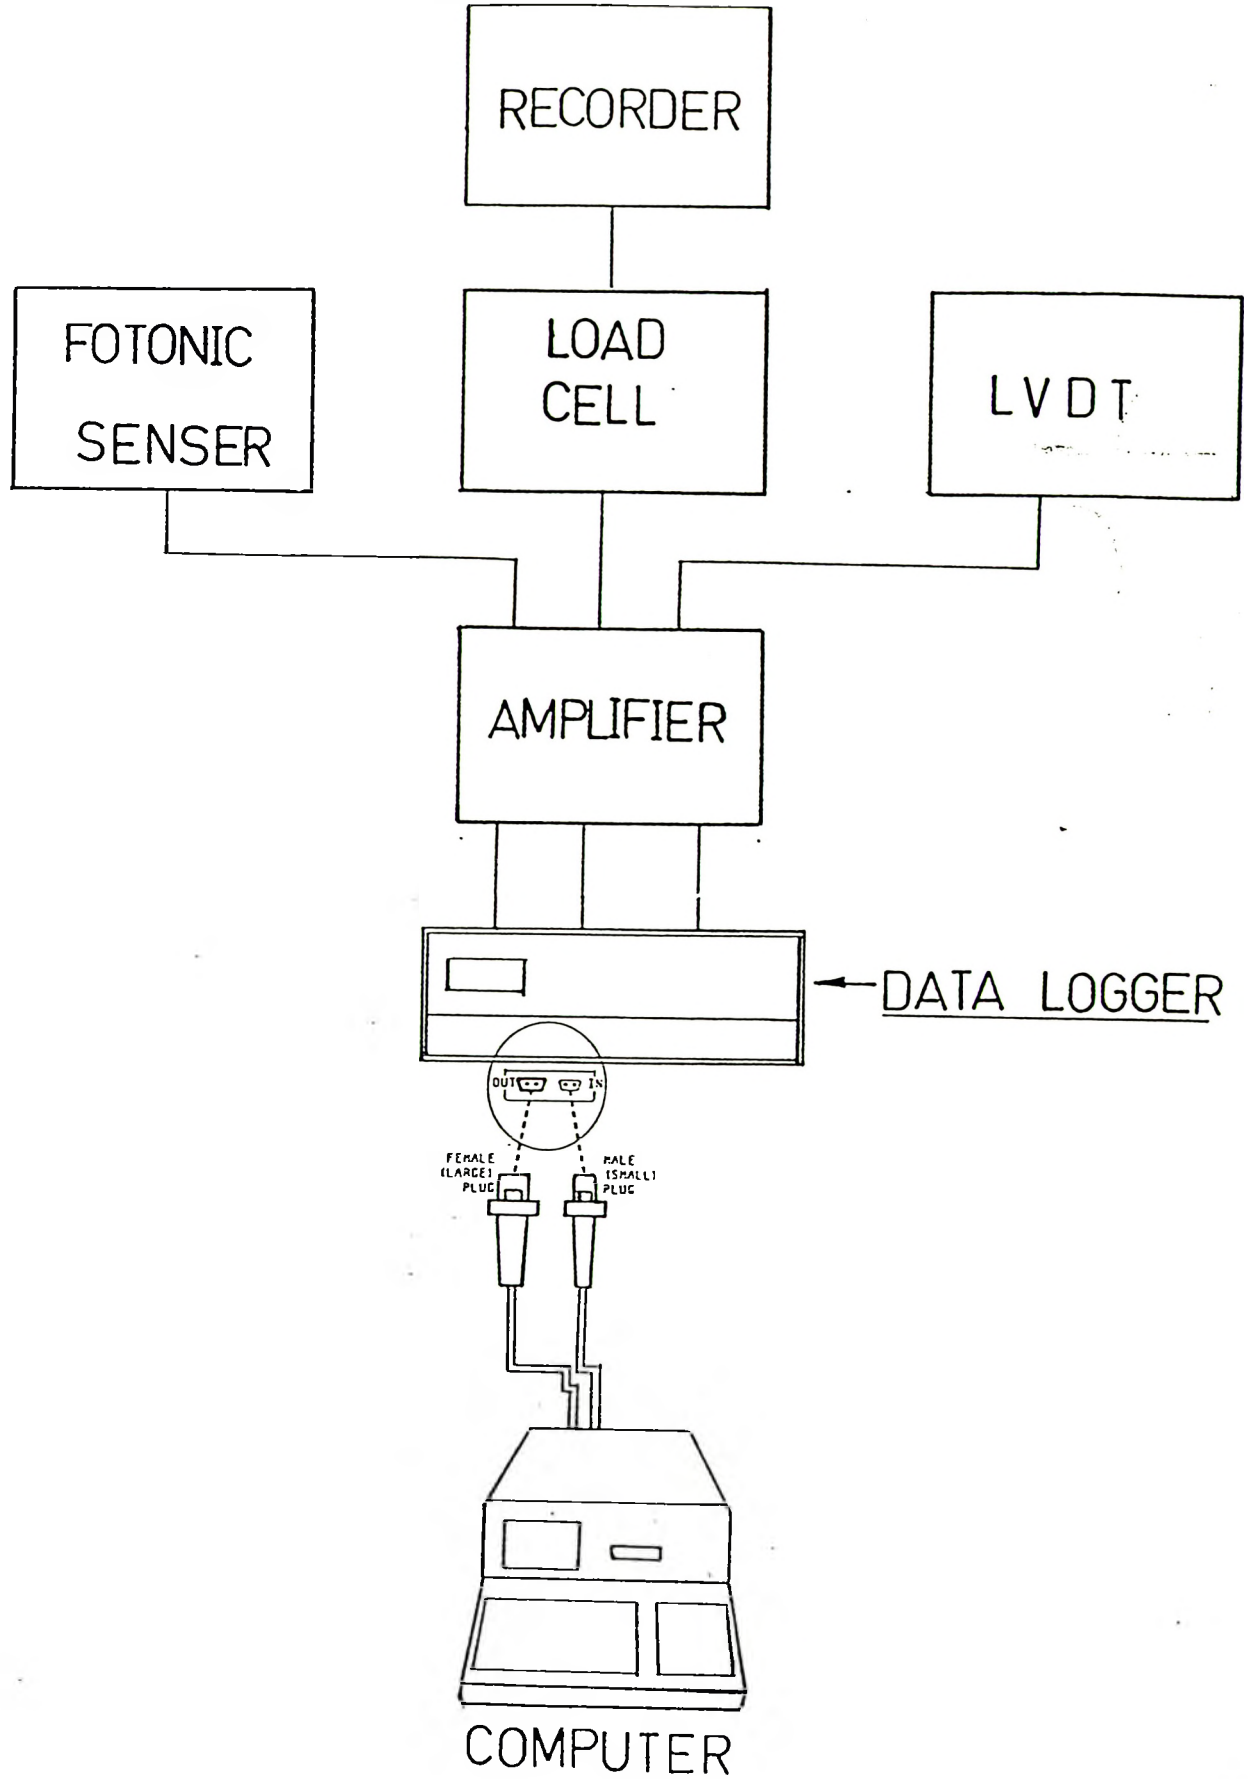 RECORDER
FOTONIC
SENSER
LOAD
CELL
LVDT
AMPLIFIER
DATA LOGGER
OUT
IN
FEMALE
(LARGE)
PLUG
MALE
(SMALL)
PLUG
COMPUTER